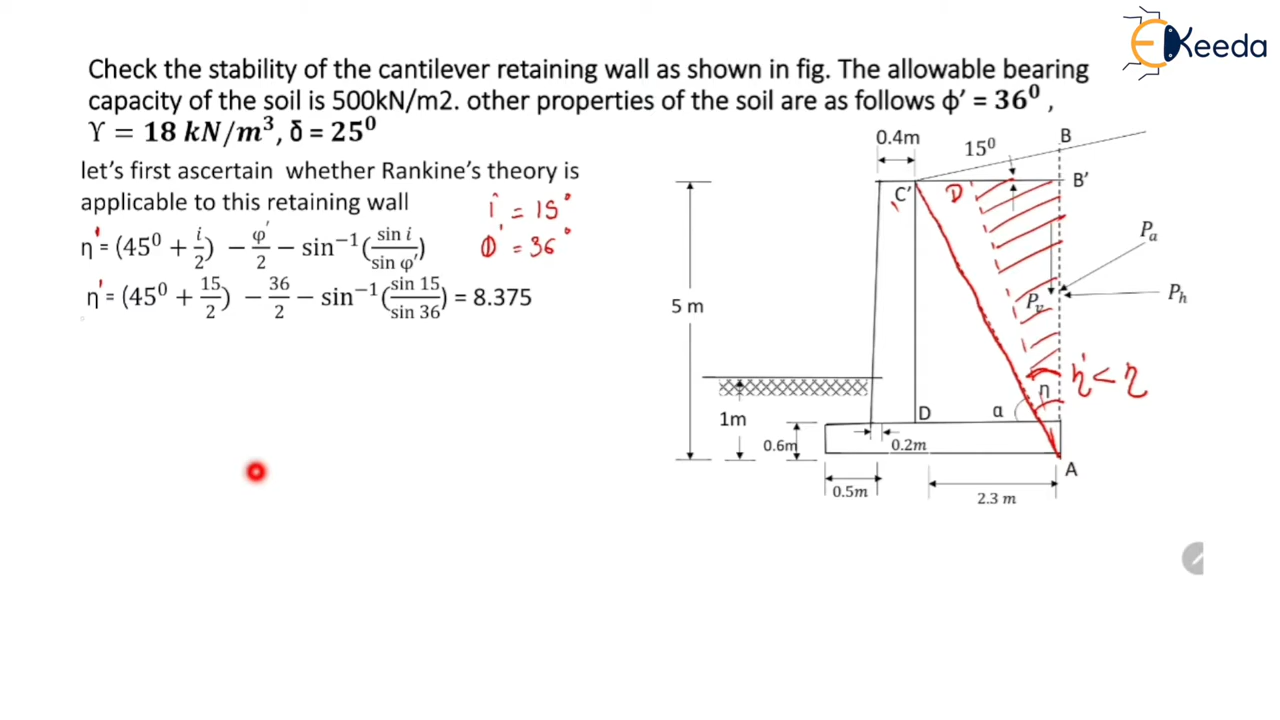 Keeda
Check the stability of the cantilever retaining wall as shown in fig. The allowable bearing
capacity of the soil is 500kN/m2. other properties of the soil are as follows ф′ = 36⁰ ,
ϒ = 18 kN/m³, δ = 25⁰
let's first ascertain whether Rankine's theory is
applicable to this retaining wall
i = 15°
Φ' = 36°
η' = (45⁰ + i/2) − φ′/2 − sin⁻¹(sin i/sin φ′)
η' = (45⁰ + 15/2) − 36/2 − sin⁻¹(sin 15/sin 36) = 8.375
0.4m
15⁰
B
C'
D'
B'
Pₐ
5 m
Pᵥ
Pₕ
η' < η
η
1m
D
α
0.6m
0.2m
A
0.5m
2.3 m